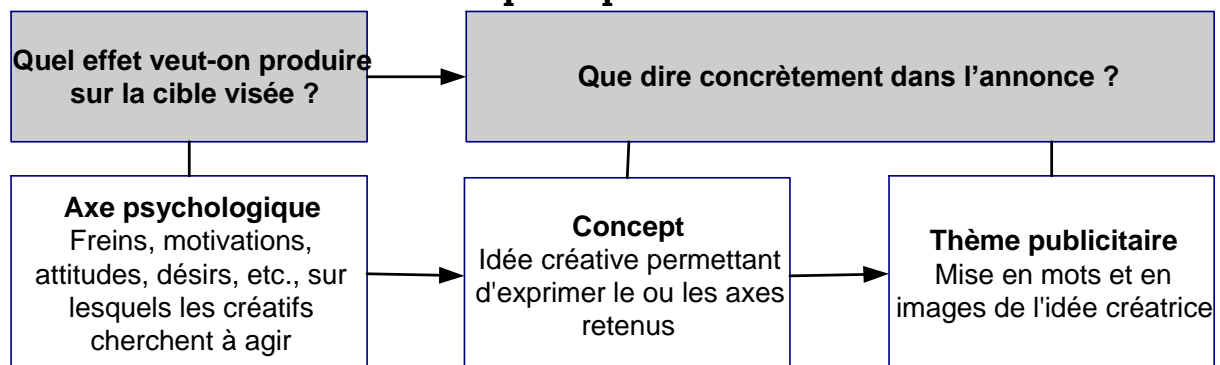 Quel effet veut-on produire
sur la cible visée ?
Que dire concrètement dans l’annonce ?
Axe psychologique
Freins, motivations,
attitudes, désirs, etc., sur
lesquels les créatifs
cherchent à agir
Concept
Idée créative permettant
d'exprimer le ou les axes
retenus
Thème publicitaire
Mise en mots et en
images de l'idée créatrice